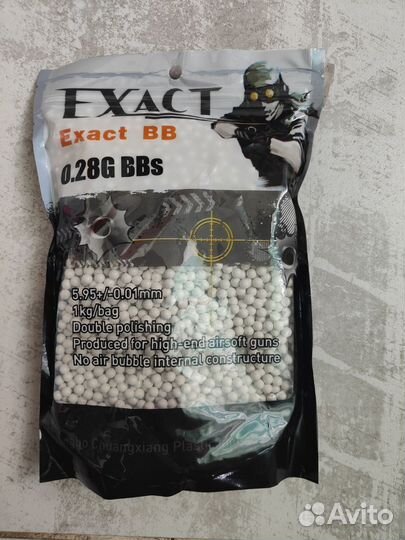 EXACT
Exact BB
0.28G BBs
5.95+/-0.01mm
1kg/bag
Double polishing
Produced for high-end airsoft guns
No air bubble internal constructure
Chuangxiang
Avito